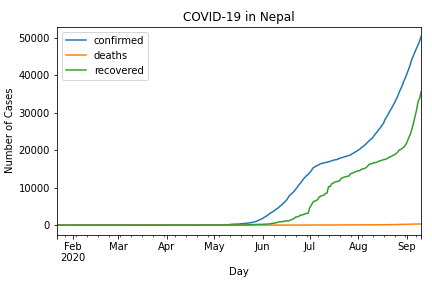 COVID-19 in Nepal
confirmed
deaths
recovered
Number of Cases
50000
40000
30000
20000
10000
0
Feb Mar Apr May Jun Jul Aug Sep
2020
Day